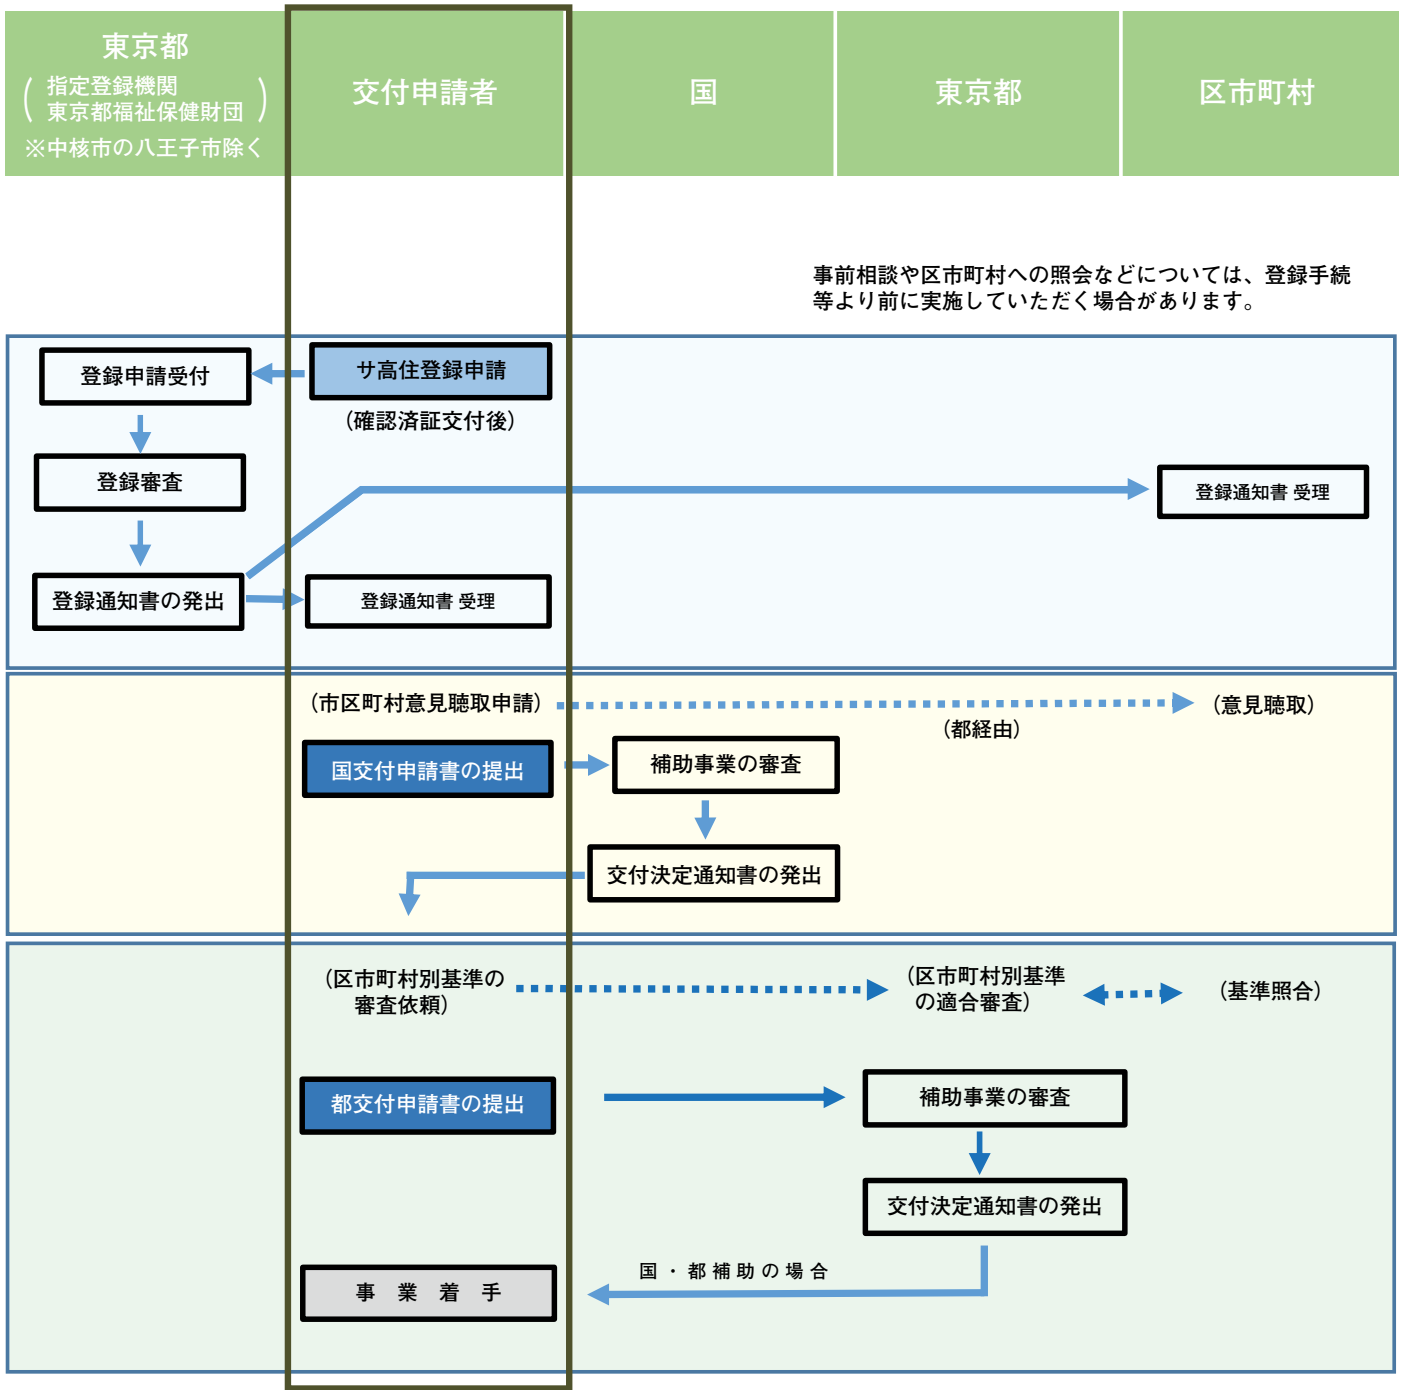 東京都
指定登録機関
東京都福祉保健財団
※中核市の八王子市除く
交付申請者
国
東京都
区市町村
事前相談や区市町村への照会などについては、登録手続
等より前に実施していただく場合があります。
登録申請受付
サ高住登録申請
(確認済証交付後)
登録審査
登録通知書 受理
登録通知書の発出
登録通知書 受理
(市区町村意見聴取申請)
(意見聴取)
(都経由)
国交付申請書の提出
補助事業の審査
交付決定通知書の発出
(区市町村別基準の
審査依頼)
(区市町村別基準
の適合審査)
(基準照合)
都交付申請書の提出
補助事業の審査
交付決定通知書の発出
国・都補助の場合
事業着手